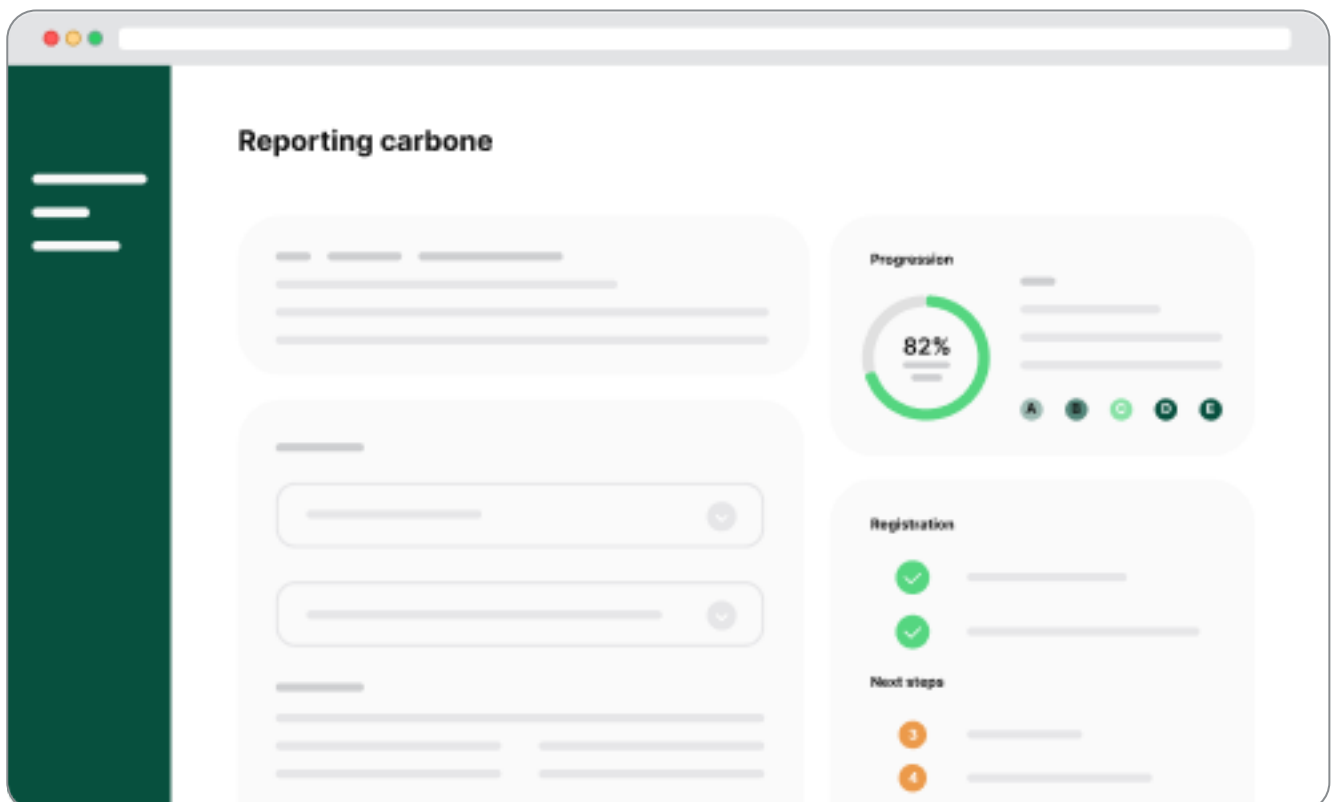 Reporting carbone
Progression
82%
A B C D E
Registration
Next steps
3
4